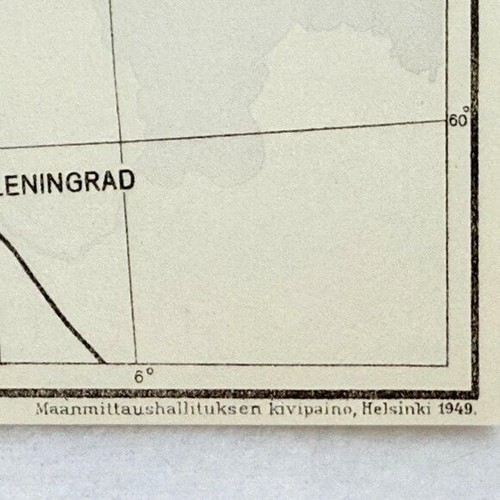 60°
LENINGRAD
6°
Maanmittaushallituksen kivipaino, Helsinki 1949.